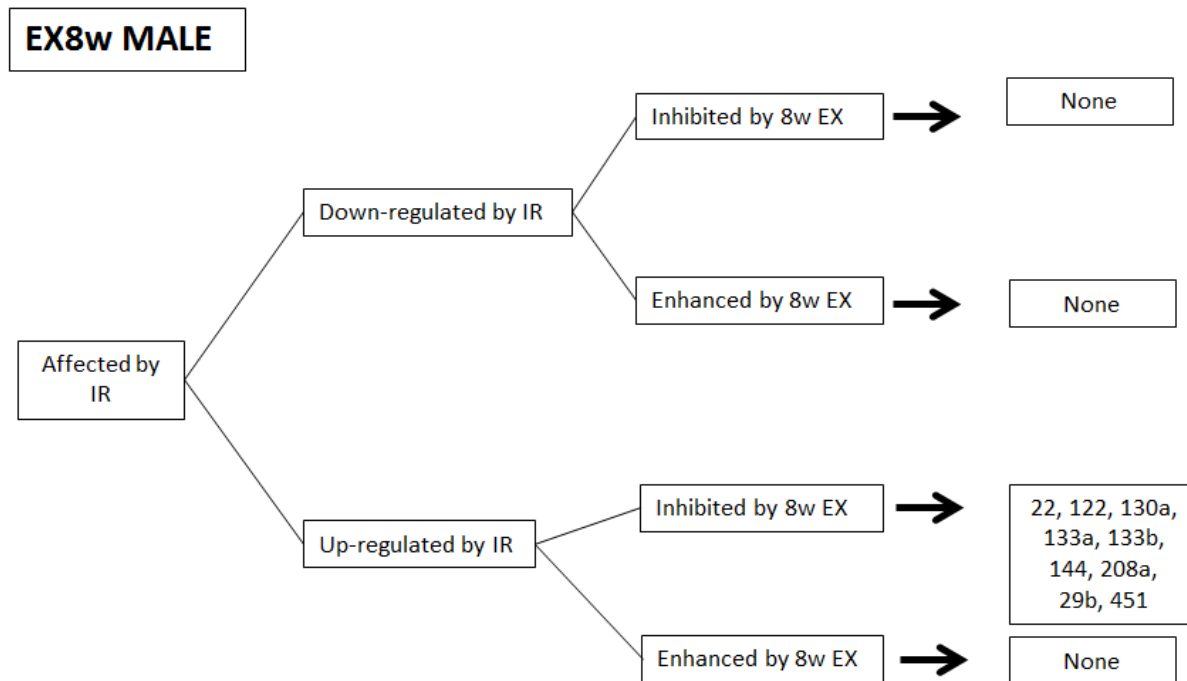 EX8w MALE
Inhibited by 8w EX
None
Down-regulated by IR
Enhanced by 8w EX
None
Affected by
IR
Inhibited by 8w EX
22, 122, 130a,
133a, 133b,
144, 208a,
29b, 451
Up-regulated by IR
Enhanced by 8w EX
None